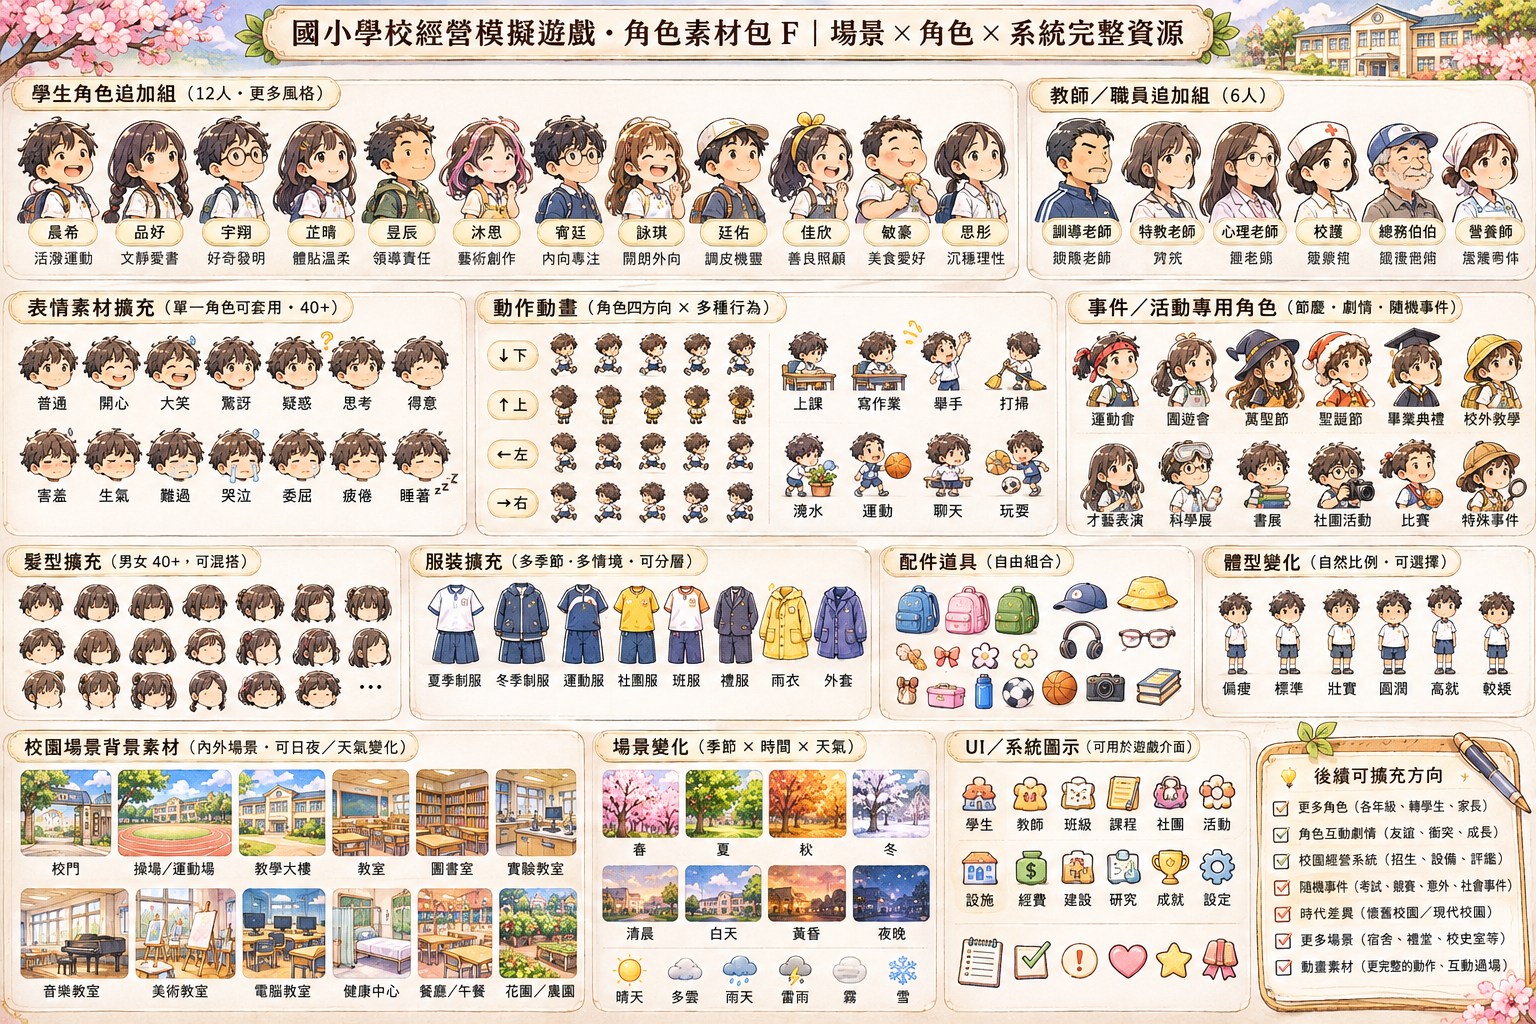 國小學校經營模擬遊戲・角色素材包 F｜場景 × 角色 × 系統完整資源
學生角色追加組（12人・更多風格）
晨希 品好 宇翔 芷晴 昱辰 沐恩 宥廷 詠琪 廷佑 佳欣 敏豪 思彤
活潑運動 文靜愛書 好奇發明 體貼溫柔 領導責任 藝術創作 內向專注 開朗外向 調皮機靈 善良照顧 美食愛好 沉穩理性
教師／職員追加組（6人）
訓導老師 特教老師 心理老師 校護 總務伯伯 營養師
表情素材擴充（單一角色可套用・40+）
普通 開心 大笑 驚訝 疑惑 思考 得意
害羞 生氣 難過 哭泣 委屈 疲倦 睡著
動作動畫（角色四方向 × 多種行為）
↓下
↑上
←左
→右
上課 寫作業 舉手 打掃
澆水 運動 聊天 玩耍
事件／活動專用角色（節慶・劇情・隨機事件）
運動會 園遊會 萬聖節 聖誕節 畢業典禮 校外教學
才藝表演 科學展 書展 社團活動 比賽 特殊事件
髮型擴充（男女 40+，可混搭）
服裝擴充（多季節・多情境・可分層）
夏季制服 冬季制服 運動服 社團服 班服 禮服 雨衣 外套
配件道具（自由組合）
體型變化（自然比例・可選擇）
偏瘦 標準 壯實 圓潤 高就 較矮
校園場景背景素材（內外場景・可日夜／天氣變化）
校門 操場／運動場 教學大樓 教室 圖書室 實驗教室
音樂教室 美術教室 電腦教室 健康中心 餐廳／午餐 花園／農園
場景變化（季節 × 時間 × 天氣）
春 夏 秋 冬
清晨 白天 黃昏 夜晚
晴天 多雲 雨天 雷雨 霧 雪
UI／系統圖示（可用於遊戲介面）
學生 教師 班級 課程 社團 活動
設施 經費 建設 研究 成就 設定
後續可擴充方向
更多角色（各年級、轉學生、家長）
角色互動劇情（友誼、衝突、成長）
校園經營系統（招生、設備、評鑑）
隨機事件（考試、競賽、意外、社會事件）
時代差異（懷舊校園／現代校園）
更多場景（宿舍、禮堂、校史室等）
動畫素材（更完整的動作、互動過場）